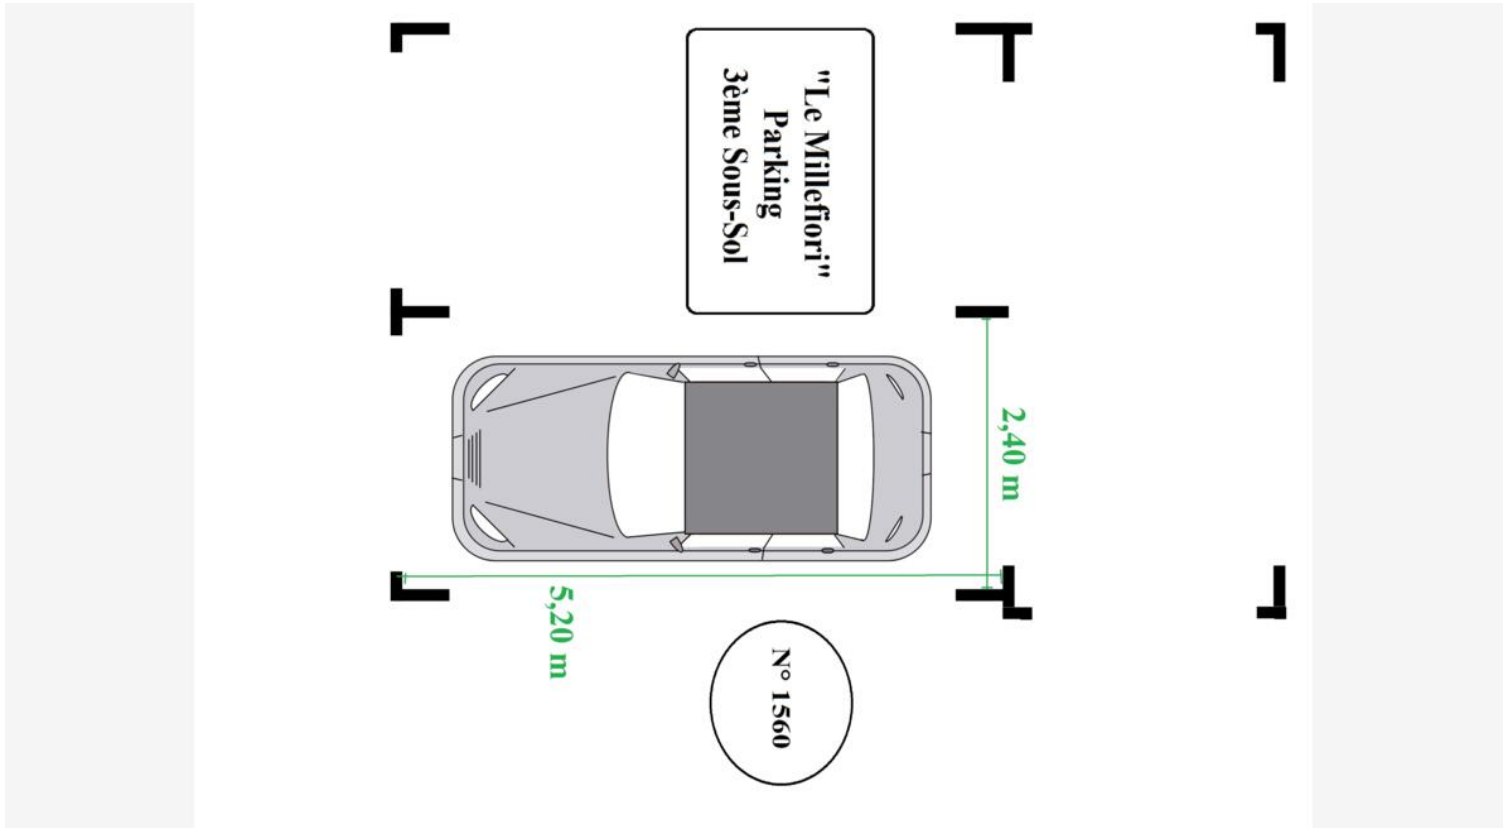 "Le Millefiori"
Parking
3ème Sous-Sol
2,40 m
5,20 m
N° 1560